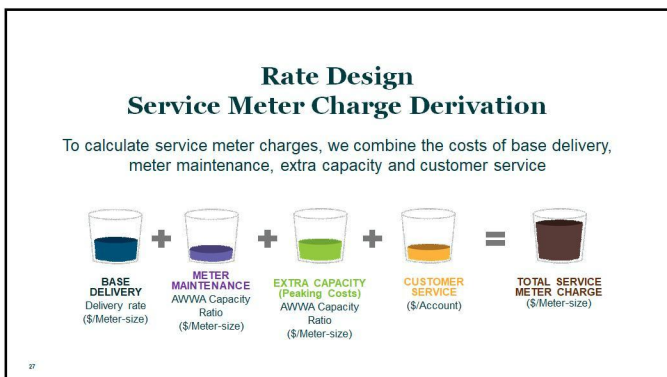 Rate Design
Service Meter Charge Derivation
To calculate service meter charges, we combine the costs of base delivery,
meter maintenance, extra capacity and customer service
+ + + =
BASE
DELIVERY
Delivery rate
($/Meter-size)
METER
MAINTENANCE
AWWA Capacity
Ratio
($/Meter-size)
EXTRA CAPACITY
(Peaking Costs)
AWWA Capacity
Ratio
($/Meter-size)
CUSTOMER
SERVICE
($/Account)
TOTAL SERVICE
METER CHARGE
($/Meter-size)
27